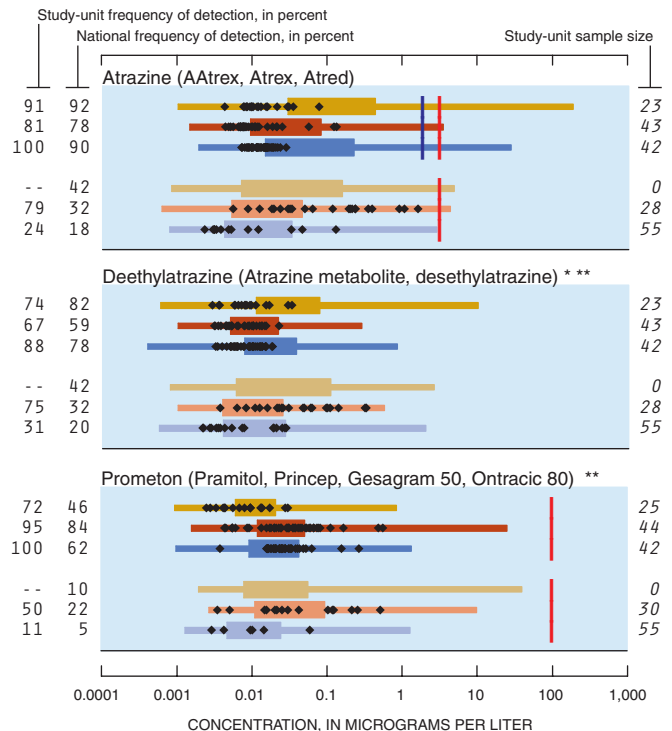 Study-unit frequency of detection, in percent
National frequency of detection, in percent
Study-unit sample size
Atrazine (AAtrex, Atrex, Atred)
91 92 23
81 78 43
100 90 42
-- 42 0
79 32 28
24 18 55
Deethylatrazine (Atrazine metabolite, desethylatrazine) * **
74 82 23
67 59 43
88 78 42
-- 42 0
75 32 28
31 20 55
Prometon (Pramitol, Princep, Gesagram 50, Ontracic 80) **
72 46 25
95 84 44
100 62 42
-- 10 0
50 22 30
11 5 55
0.0001 0.001 0.01 0.1 1 10 100 1,000
CONCENTRATION, IN MICROGRAMS PER LITER